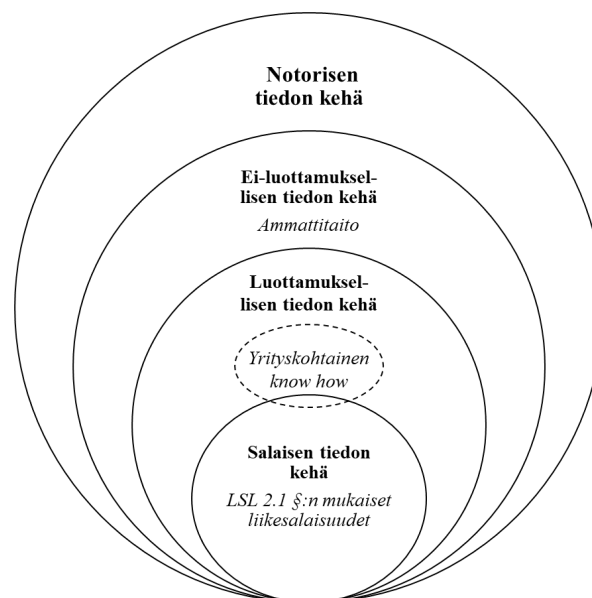 Notorisen
tiedon kehä
Ei-luottamuksel-
lisen tiedon kehä
Ammattitaito
Luottamuksel-
lisen tiedon kehä
Yrityskohtainen
know how
Salaisen tiedon
kehä
LSL 2.1 §:n mukaiset
liikesalaisuudet